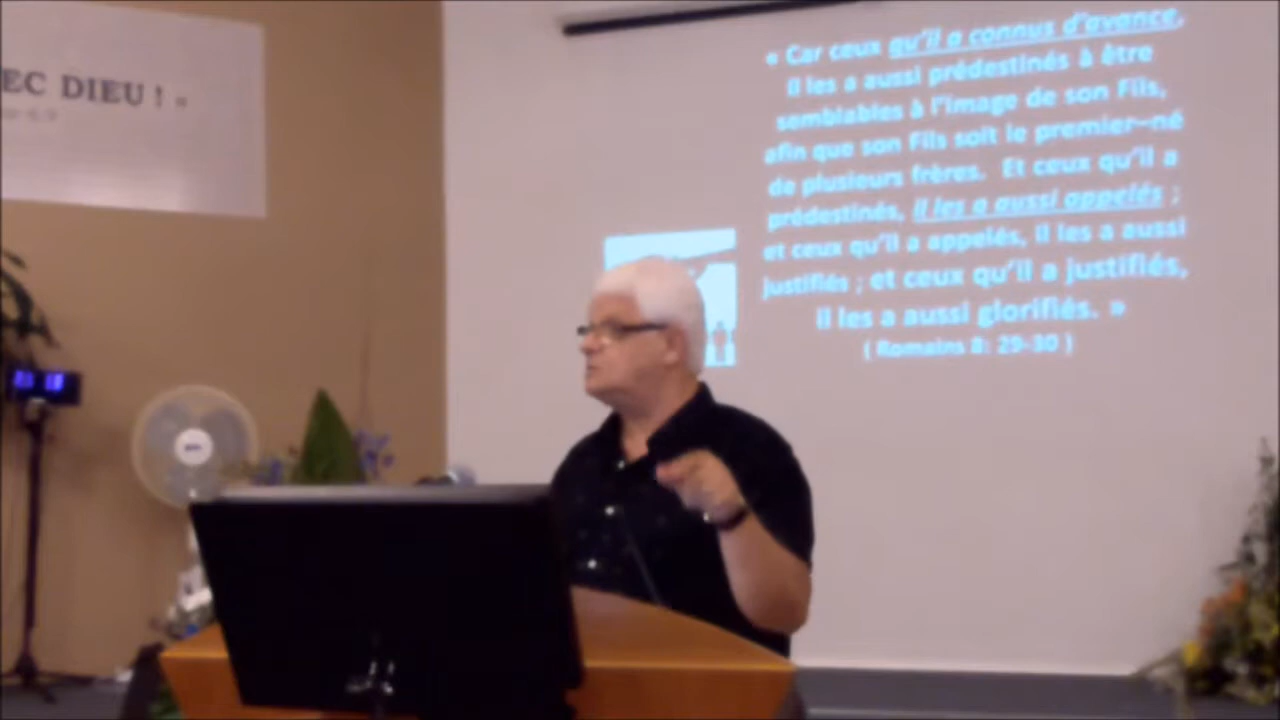 EC DIEU ! »
« Car ceux qu'il a connus d'avance,
il les a aussi prédestinés à être
semblables à l'image de son Fils,
afin que son Fils soit le premier-né
de plusieurs frères. Et ceux qu'il a
prédestinés, il les a aussi appelés ;
et ceux qu'il a appelés, il les a aussi
justifiés ; et ceux qu'il a justifiés,
il les a aussi glorifiés. »
( Romains 8: 29-30 )